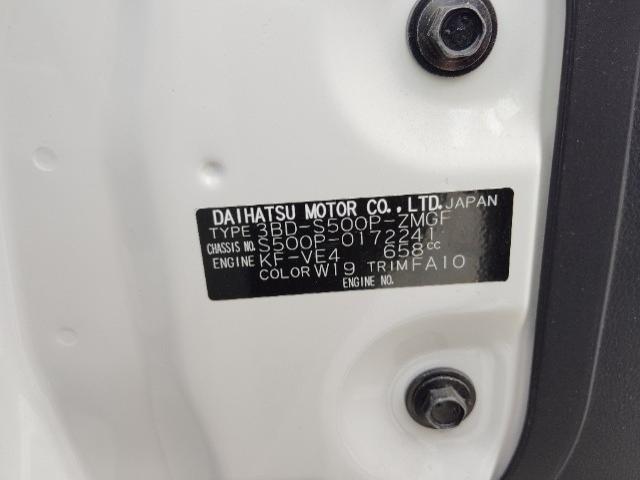 DAIHATSU MOTOR CO.,LTD. JAPAN
TYPE 3BD-S500P-ZMGF
CHASSIS NO. S500P-0172241
ENGINE KF-VE4 658cc
COLOR W19 TRIM FA10
ENGINE NO.